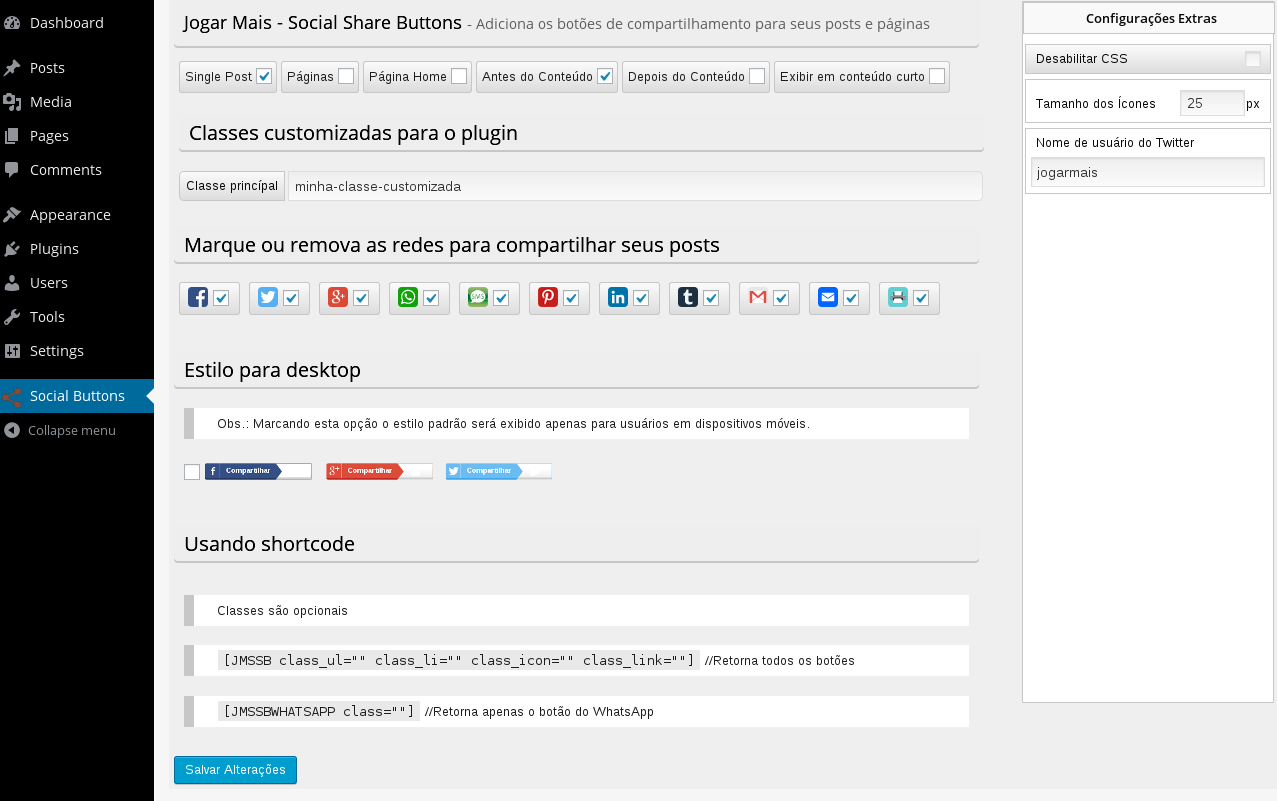 Dashboard
Posts
Media
Pages
Comments
Appearance
Plugins
Users
Tools
Settings
Social Buttons
Collapse menu
Jogar Mais - Social Share Buttons - Adiciona os botões de compartilhamento para seus posts e páginas
Single Post Páginas Página Home Antes do Conteúdo Depois do Conteúdo Exibir em conteúdo curto
Classes customizadas para o plugin
Classe princípal minha-classe-customizada
Marque ou remova as redes para compartilhar seus posts
SMS
Estilo para desktop
Obs.: Marcando esta opção o estilo padrão será exibido apenas para usuários em dispositivos móveis.
Compartilhar Compartilhar Compartilhar
Usando shortcode
Classes são opcionais
[JMSSB class_ul="" class_li="" class_icon="" class_link=""] //Retorna todos os botões
[JMSSBWHATSAPP class=""] //Retorna apenas o botão do WhatsApp
Salvar Alterações
Configurações Extras
Desabilitar CSS
Tamanho dos Ícones 25 px
Nome de usuário do Twitter
jogarmais